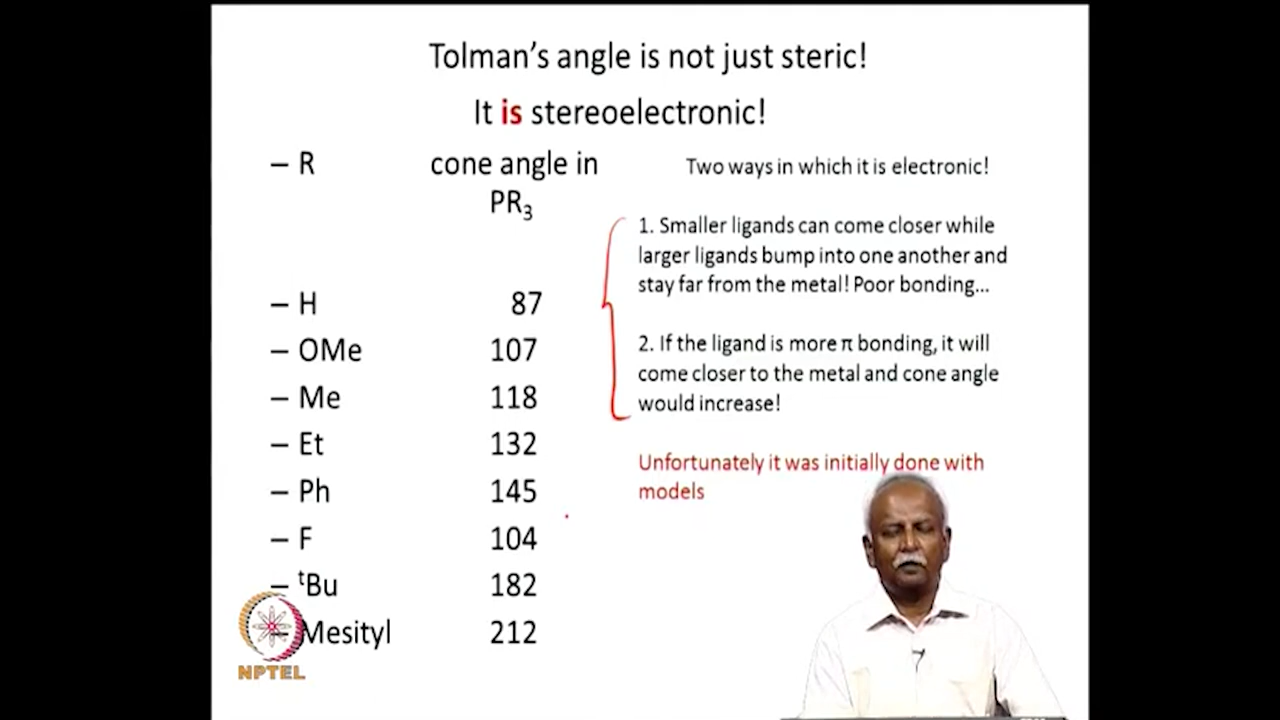 Tolman's angle is not just steric!
It is stereoelectronic!
– R cone angle in
PR₃
Two ways in which it is electronic!
– H 87
– OMe 107
– Me 118
– Et 132
– Ph 145
– F 104
– ᵗBu 182
– Mesityl 212
1. Smaller ligands can come closer while
larger ligands bump into one another and
stay far from the metal! Poor bonding...
2. If the ligand is more π bonding, it will
come closer to the metal and cone angle
would increase!
Unfortunately it was initially done with
models
NPTEL